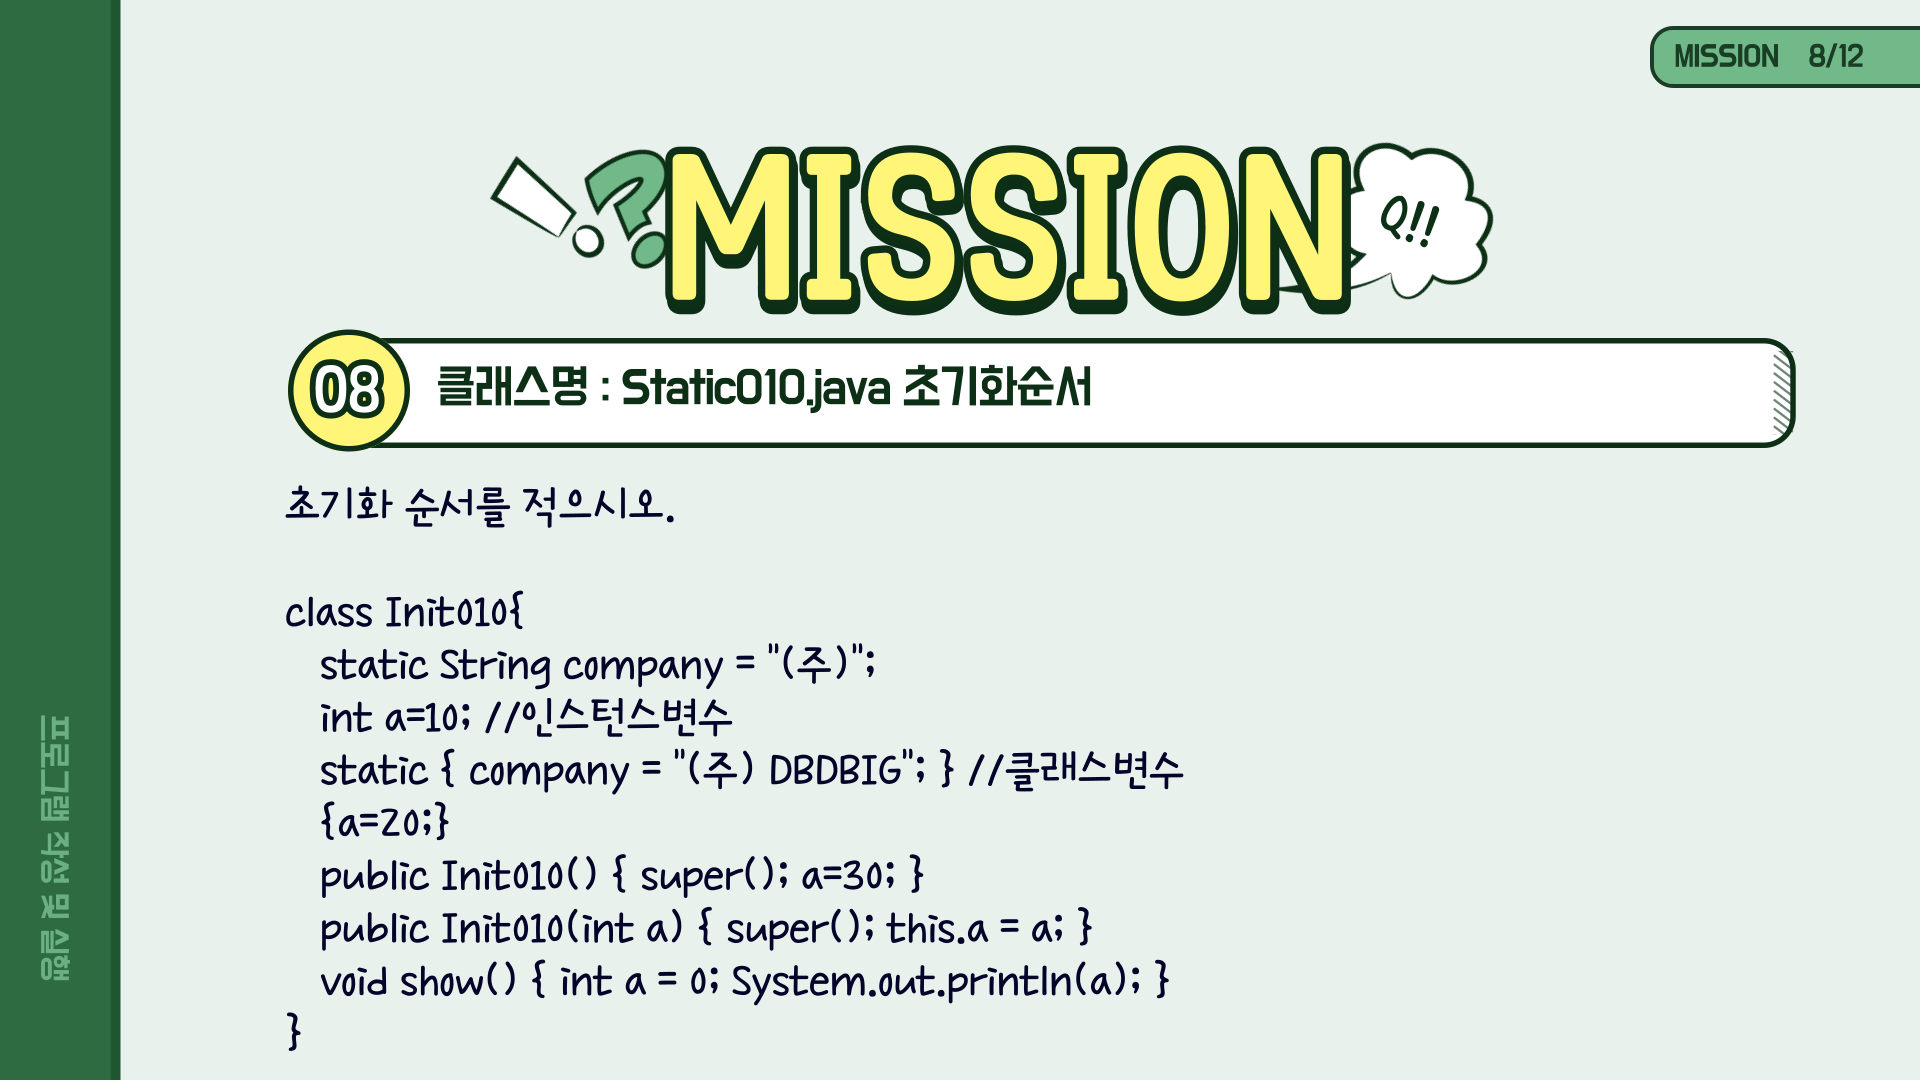 MISSION 8/12
MISSION
Q!!
08 클래스명 : Static010.java 초기화순서
초기화 순서를 적으시오.
class Init010{
static String company = "(주)";
int a=10; //인스턴스변수
static { company = "(주) DBDBIG"; } //클래스변수
{a=20;}
public Init010() { super(); a=30; }
public Init010(int a) { super(); this.a = a; }
void show() { int a = 0; System.out.println(a); }
}
프로그램 작성 및 실행